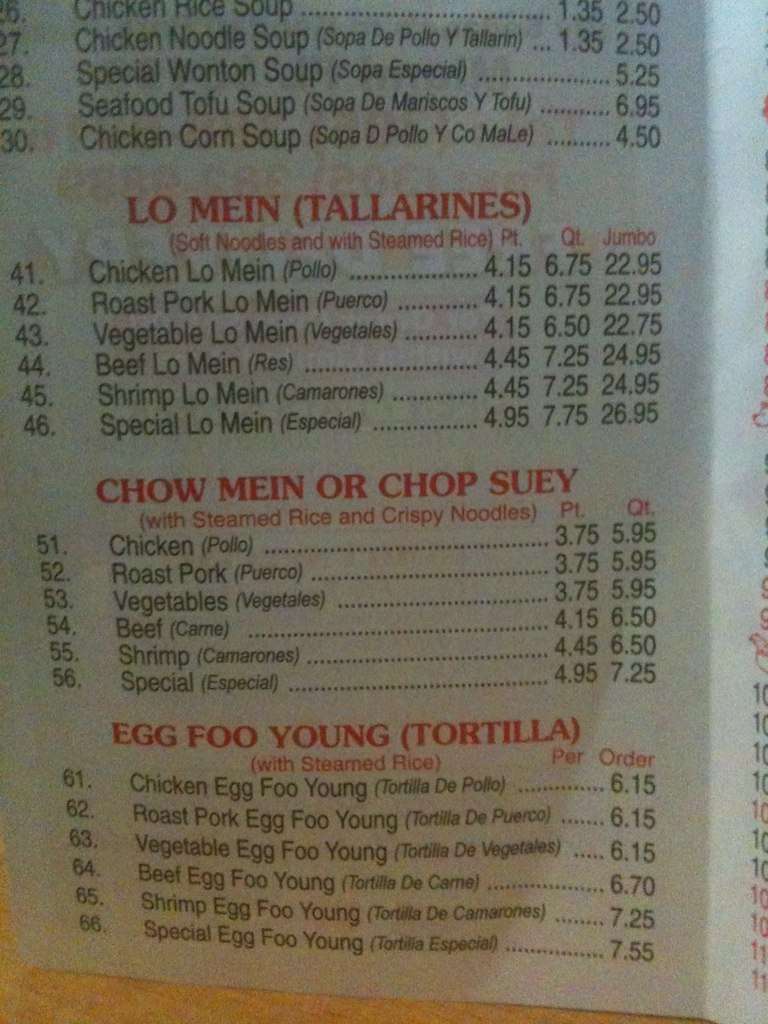 26. Chicken Rice Soup ........ 1.35 2.50
27. Chicken Noodle Soup (Sopa De Pollo Y Tallarin) ... 1.35 2.50
28. Special Wonton Soup (Sopa Especial) ........ 5.25
29. Seafood Tofu Soup (Sopa De Mariscos Y Tofu) ........ 6.95
30. Chicken Corn Soup (Sopa D Pollo Y Co MaLe) ........ 4.50
LO MEIN (TALLARINES)
(Soft Noodles and with Steamed Rice) Pt. Qt. Jumbo
41. Chicken Lo Mein (Pollo) ........ 4.15 6.75 22.95
42. Roast Pork Lo Mein (Puerco) ........ 4.15 6.75 22.95
43. Vegetable Lo Mein (Vegetales) ........ 4.15 6.50 22.75
44. Beef Lo Mein (Res) ........ 4.45 7.25 24.95
45. Shrimp Lo Mein (Camarones) ........ 4.45 7.25 24.95
46. Special Lo Mein (Especial) ........ 4.95 7.75 26.95
CHOW MEIN OR CHOP SUEY
(with Steamed Rice and Crispy Noodles) Pt. Qt.
51. Chicken (Pollo) ........ 3.75 5.95
52. Roast Pork (Puerco) ........ 3.75 5.95
53. Vegetables (Vegetales) ........ 3.75 5.95
54. Beef (Carne) ........ 4.15 6.50
55. Shrimp (Camarones) ........ 4.45 6.50
56. Special (Especial) ........ 4.95 7.25
EGG FOO YOUNG (TORTILLA)
(with Steamed Rice) Per Order
61. Chicken Egg Foo Young (Tortilla De Pollo) ........ 6.15
62. Roast Pork Egg Foo Young (Tortilla De Puerco) ....... 6.15
63. Vegetable Egg Foo Young (Tortilla De Vegetales) ..... 6.15
64. Beef Egg Foo Young (Tortilla De Carne) ........ 6.70
65. Shrimp Egg Foo Young (Tortilla De Camarones) ........ 7.25
66. Special Egg Foo Young (Tortilla Especial) ........ 7.55